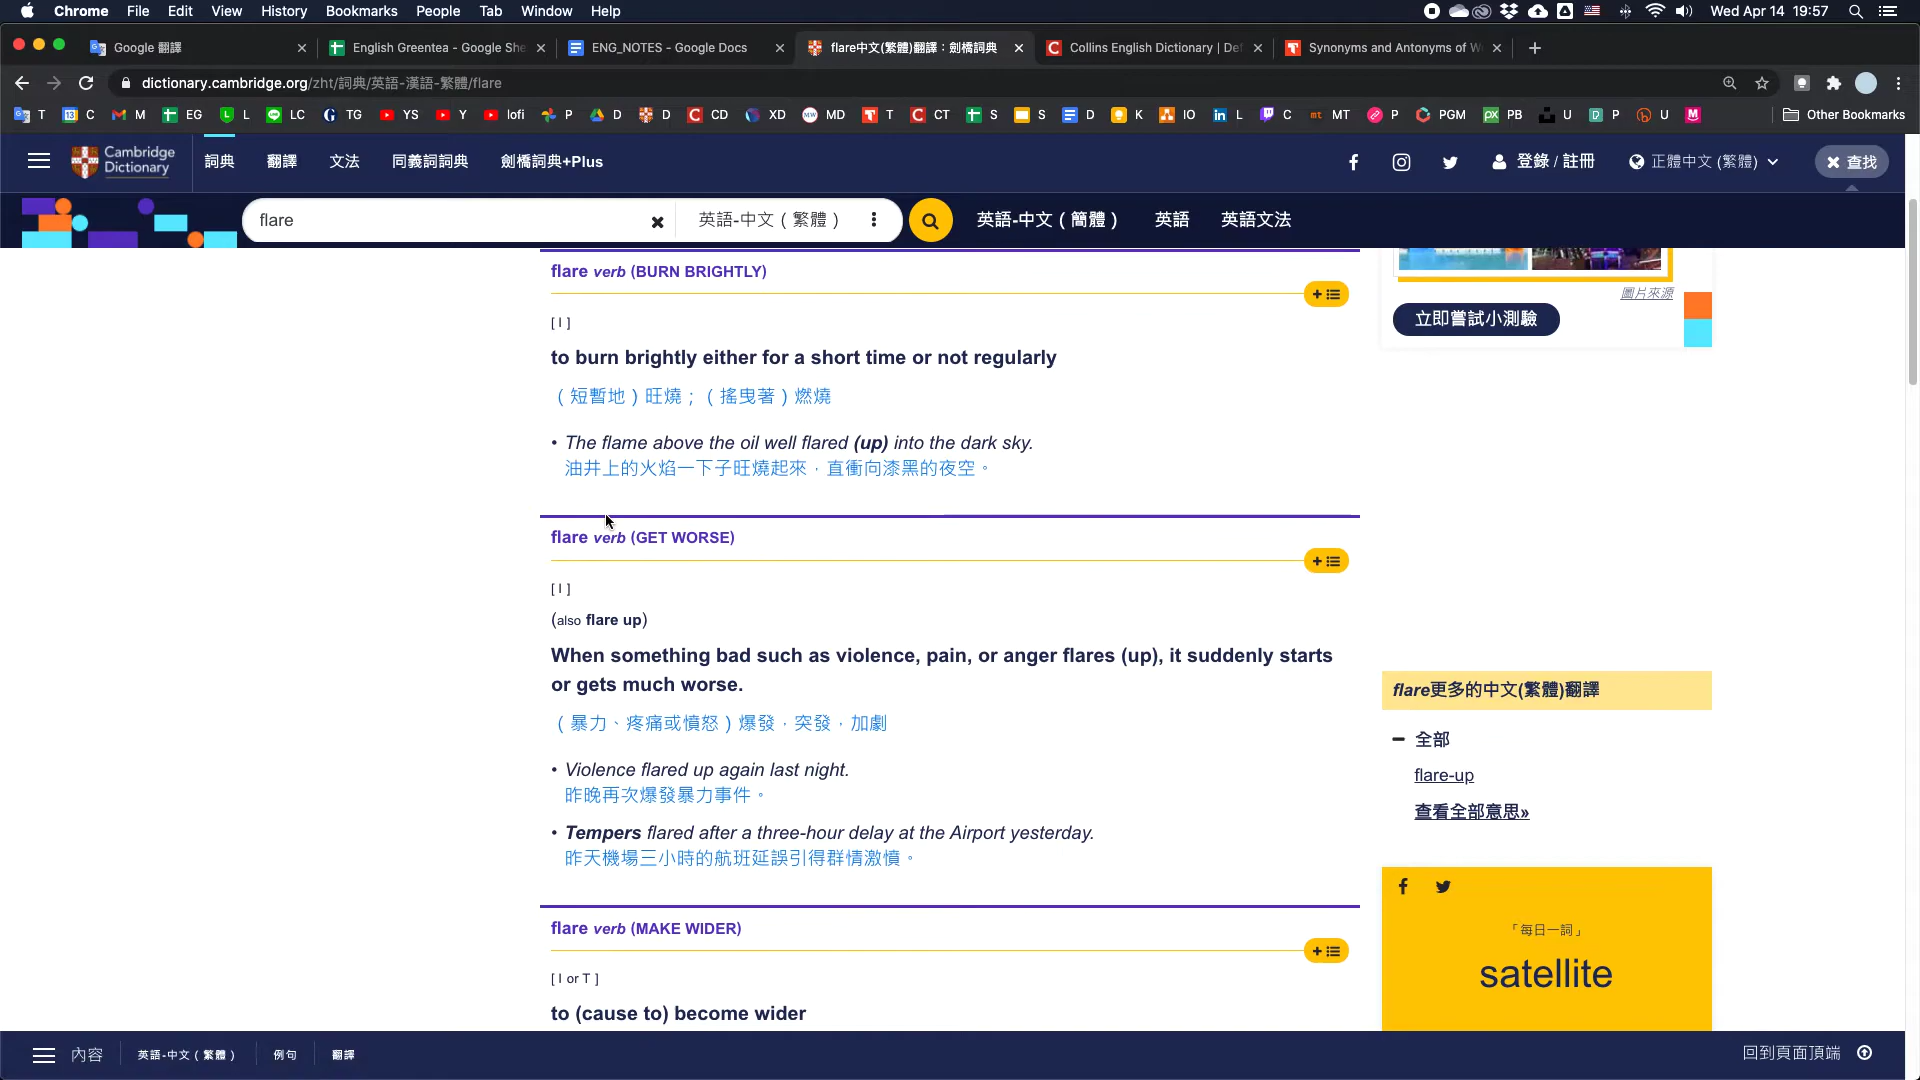 Chrome File Edit View History Bookmarks People Tab Window Help Wed Apr 14 19:57
Google 翻譯 English Greentea - Google She ENG_NOTES - Google Docs flare中文(繁體)翻譯：劍橋詞典 Collins English Dictionary | Def Synonyms and Antonyms of W
dictionary.cambridge.org/zht/詞典/英語-漢語-繁體/flare
T C M EG L LC TG YS Y lofi P D D CD XD MD T CT S S D K IO L C MT P PGM PB U P U Other Bookmarks
Cambridge Dictionary 詞典 翻譯 文法 同義詞詞典 劍橋詞典+Plus 登錄 / 註冊 正體中文 (繁體) 查找
flare 英語-中文（繁體） 英語-中文（簡體） 英語 英語文法
flare verb (BURN BRIGHTLY)
[ I ]
to burn brightly either for a short time or not regularly
（短暫地）旺燒；（搖曳著）燃燒
• The flame above the oil well flared (up) into the dark sky.
油井上的火焰一下子旺燒起來，直衝向漆黑的夜空。
flare verb (GET WORSE)
[ I ]
(also flare up)
When something bad such as violence, pain, or anger flares (up), it suddenly starts
or gets much worse.
（暴力、疼痛或憤怒）爆發，突發，加劇
• Violence flared up again last night.
昨晚再次爆發暴力事件。
• Tempers flared after a three-hour delay at the Airport yesterday.
昨天機場三小時的航班延誤引得群情激憤。
flare verb (MAKE WIDER)
[ I or T ]
to (cause to) become wider
圖片來源
立即嘗試小測驗
flare更多的中文(繁體)翻譯
全部
flare-up
查看全部意思»
「每日一詞」
satellite
內容 英語-中文（繁體） 例句 翻譯 回到頁面頂端